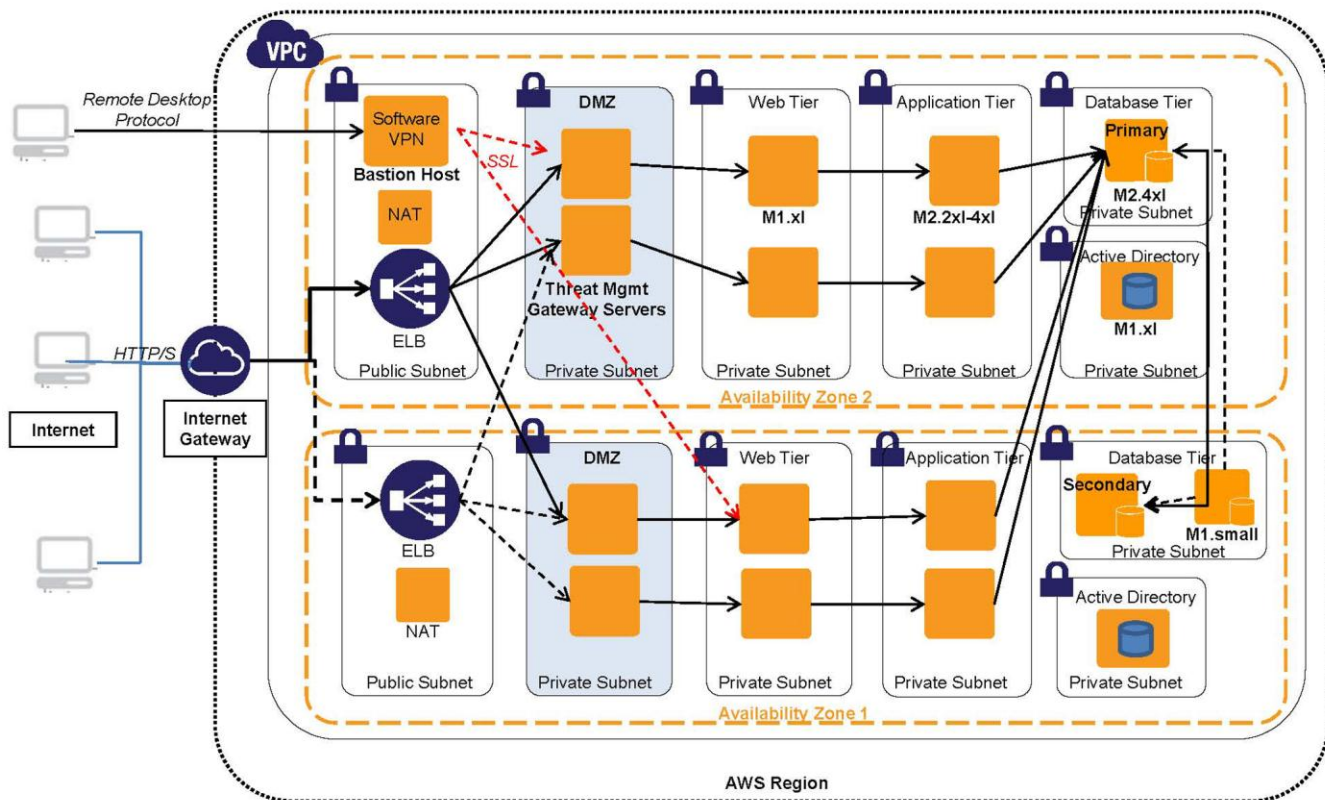 VPC
Remote Desktop
Protocol
Software
VPN
Bastion Host
NAT
ELB
Public Subnet
SSL
DMZ
Threat Mgmt
Gateway Servers
Private Subnet
Web Tier
M1.xl
Private Subnet
Application Tier
M2.2xl-4xl
Private Subnet
Database Tier
Primary
M2.4xl
Private Subnet
Active Directory
M1.xl
Private Subnet
Availability Zone 2
HTTP/S
Internet
Internet
Gateway
ELB
NAT
Public Subnet
DMZ
Private Subnet
Web Tier
Private Subnet
Application Tier
Private Subnet
Database Tier
Secondary
M1.small
Private Subnet
Active Directory
Private Subnet
Availability Zone 1
AWS Region